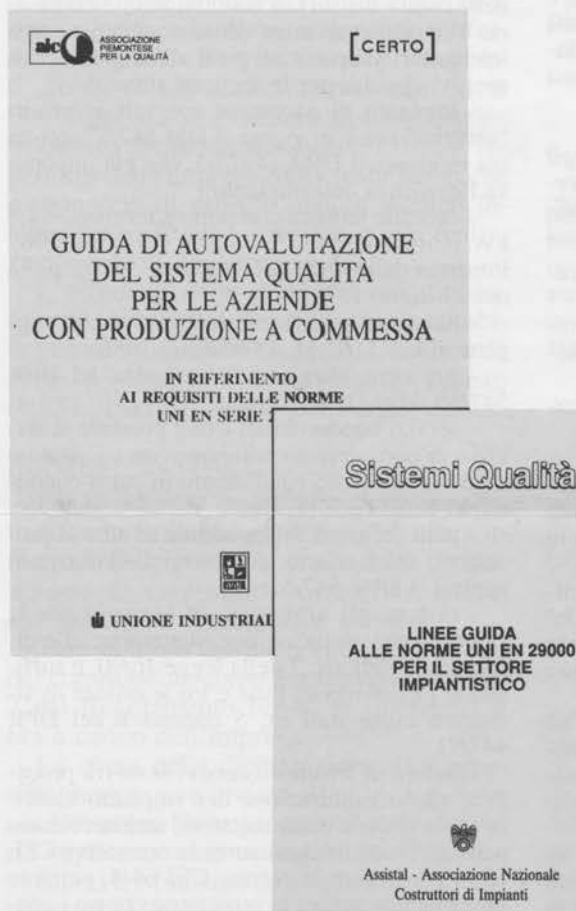 aicQ ASSOCIAZIONE
PIEMONTESE
PER LA QUALITÀ
[CERTO]
GUIDA DI AUTOVALUTAZIONE
DEL SISTEMA QUALITÀ
PER LE AZIENDE
CON PRODUZIONE A COMMESSA
IN RIFERIMENTO
AI REQUISITI DELLE NORME
UNI EN SERIE
UNIONE INDUSTRIAL
Sistemi Qualità
LINEE GUIDA
ALLE NORME UNI EN 29000
PER IL SETTORE
IMPIANTISTICO
Assistal - Associazione Nazionale
Costruttori di Impianti